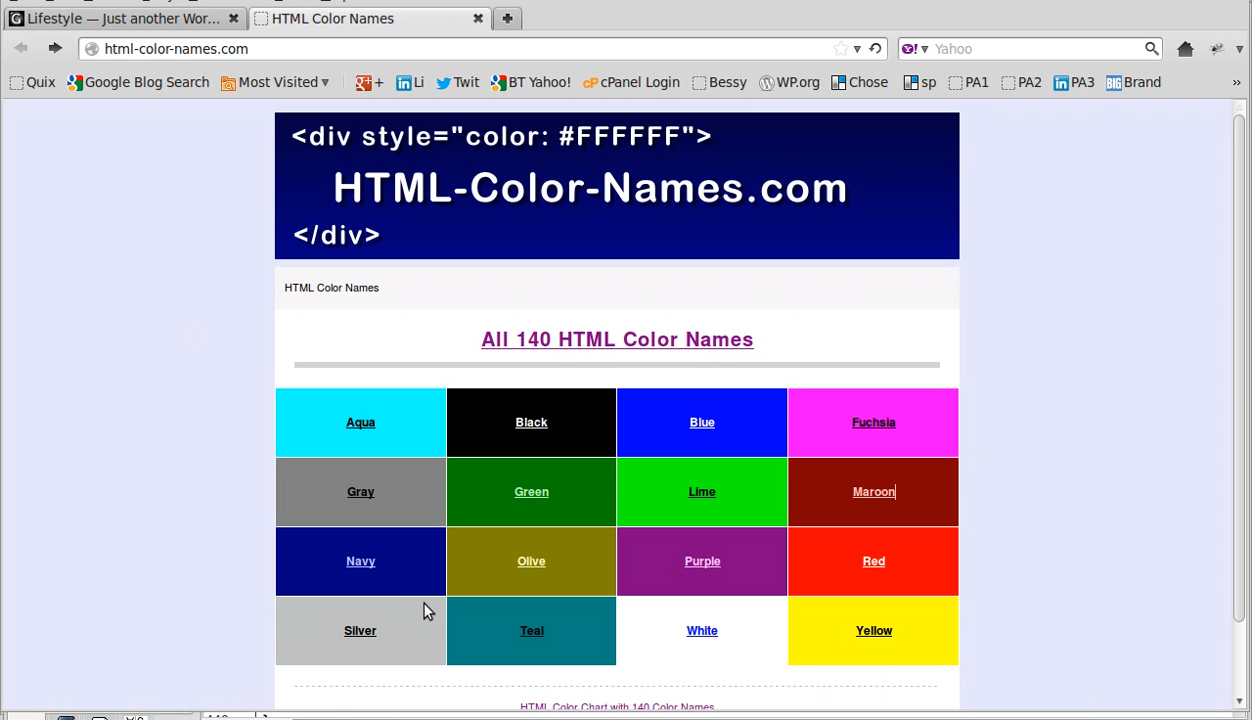 Lifestyle — Just another Wor...
HTML Color Names
html-color-names.com
Yahoo
Quix Google Blog Search Most Visited + Li Twit BT Yahoo! cPanel Login Bessy WP.org Chose sp PA1 PA2 PA3 BIG Brand »
<div style="color: #FFFFFF">
HTML-Color-Names.com
</div>
HTML Color Names
All 140 HTML Color Names
Aqua Black Blue Fuchsia
Gray Green Lime Maroon
Navy Olive Purple Red
Silver Teal White Yellow
HTML Color Chart with 140 Color Names